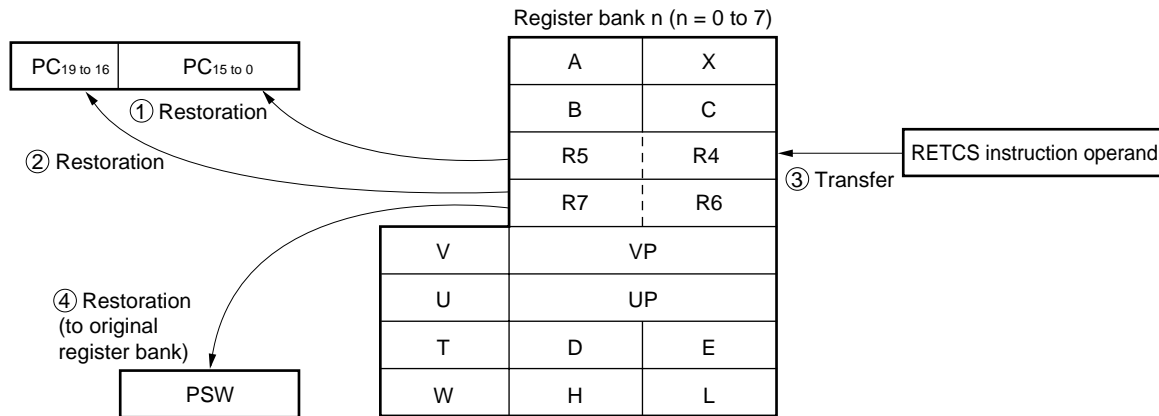 Register bank n (n = 0 to 7)
PC19 to 16 PC15 to 0
A X
① Restoration
B C
② Restoration
R5 R4
RETCS instruction operand
③ Transfer
R7 R6
V VP
④ Restoration
(to original
register bank)
U UP
T D E
PSW
W H L